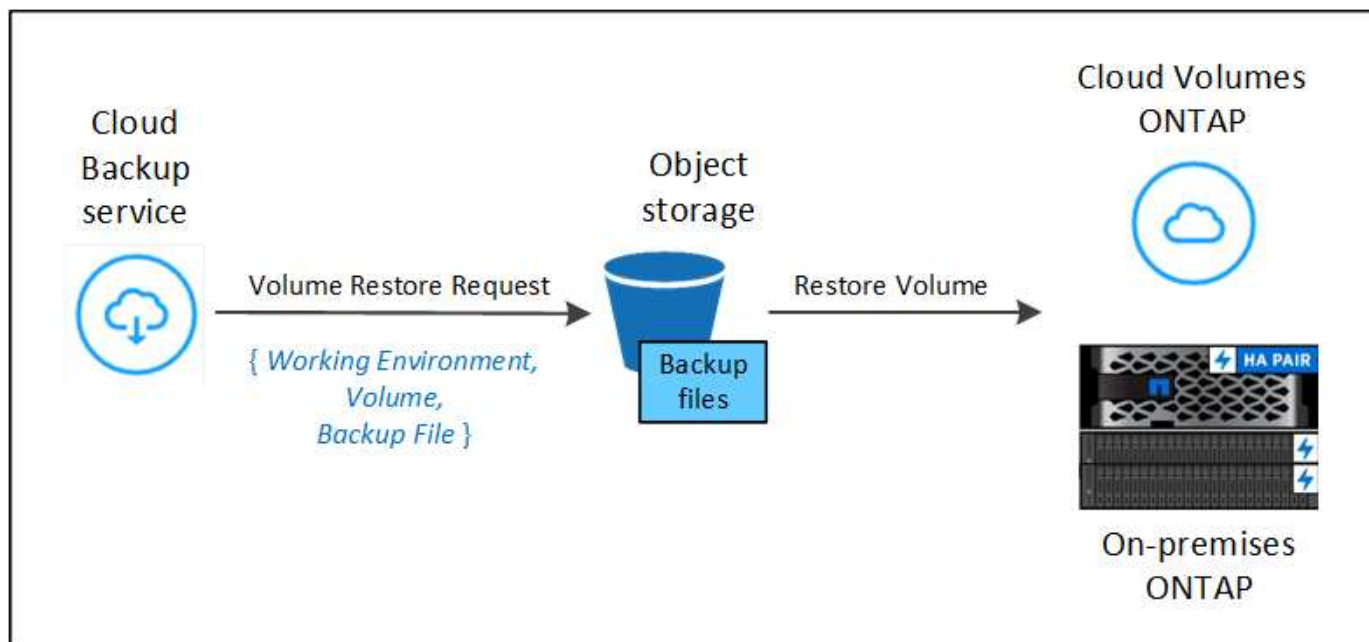 Cloud
Backup
service
Volume Restore Request
{ Working Environment,
Volume,
Backup File }
Object
storage
Backup
files
Restore Volume
Cloud Volumes
ONTAP
HA PAIR
On-premises
ONTAP